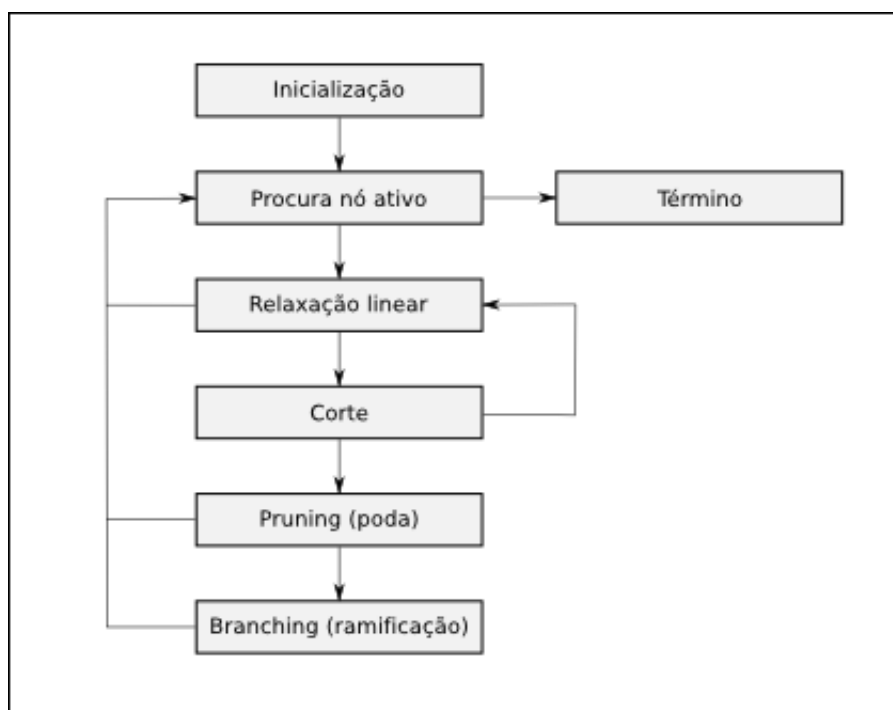 Inicialização
Procura nó ativo
Término
Relaxação linear
Corte
Pruning (poda)
Branching (ramificação)